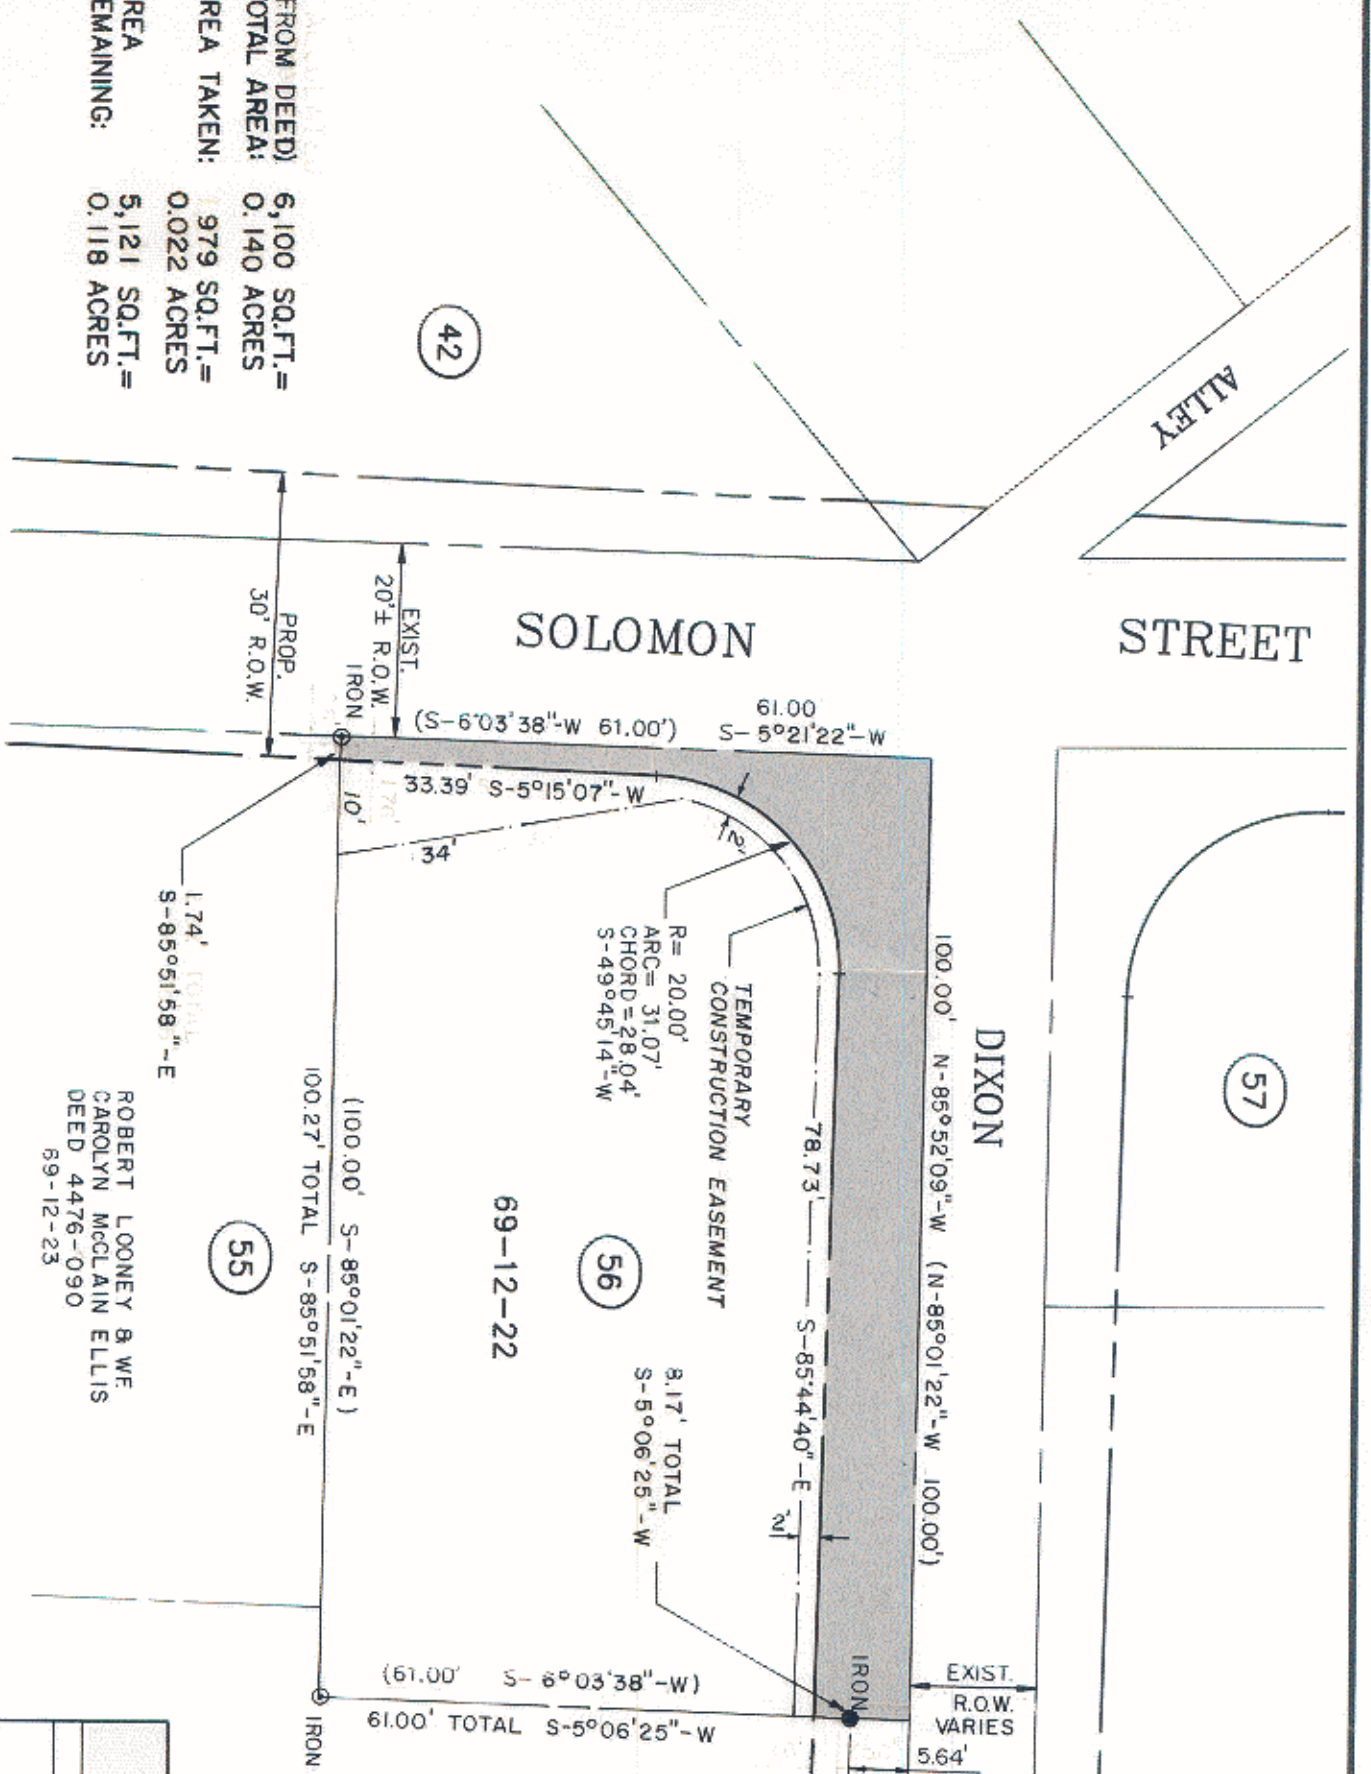 (FROM DEED) 6,100 SQ.FT.=
OTAL AREA: 0.140 ACRES
REA TAKEN: 979 SQ.FT.=
0.022 ACRES
REA 5,121 SQ.FT.=
EMAINING: 0.118 ACRES
42
ALLEY
SOLOMON
STREET
EXIST.
20'± R.O.W.
PROP.
30' R.O.W.
IRON
(S-6°03'38"-W 61.00')
61.00
S-5°21'22"-W
33.39' S-5°15'07"-W
10'
34'
2'
1.74'
S-85°51'58"-E
R= 20.00'
ARC= 31.07'
CHORD=28.04'
S-49°45'14"-W
TEMPORARY
CONSTRUCTION EASEMENT
100.00' N-85°52'09"-W (N-85°01'22"-W 100.00')
DIXON
57
78.73' S-85°44'40"-E
2'
(100.00' S-85°01'22"-E)
100.27' TOTAL S-85°51'58"-E
69-12-22
56
55
ROBERT LOONEY & WF.
CAROLYN McCLAIN ELLIS
DEED 4476-090
69-12-23
8.17' TOTAL
S-5°06'25"-W
IRON
EXIST.
R.O.W.
VARIES
5.64'
(61.00' S-6°03'38"-W)
61.00' TOTAL S-5°06'25"-W
IRON